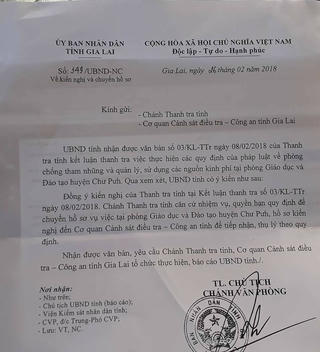 ỦY BAN NHÂN DÂN
TỈNH GIA LAI
CỘNG HÒA XÃ HỘI CHỦ NGHĨA VIỆT NAM
Độc lập - Tự do - Hạnh phúc
Số: /UBND-NC
V/v kiến nghị và chuyển hồ sơ
Gia Lai, ngày tháng 02 năm 2018
Kính gửi:
- Chánh Thanh tra tỉnh
- Cơ quan Cảnh sát điều tra – Công an tỉnh Gia Lai
UBND tỉnh nhận được văn bản số 03/KL-TTr ngày 08/02/2018 của Thanh
tra tỉnh kết luận thanh tra việc thực hiện các quy định của pháp luật về phòng
chống tham nhũng và quản lý, sử dụng các nguồn kinh phí tại phòng Giáo dục và
Đào tạo huyện Chư Pưh. Qua xem xét, UBND tỉnh có ý kiến như sau:
Đồng ý kiến nghị của Thanh tra tỉnh tại Kết luận thanh tra số 03/KL-TTr
ngày 08/02/2018. Chánh Thanh tra tỉnh căn cứ nhiệm vụ, quyền hạn quy định để
chuyển hồ sơ vụ việc tại phòng Giáo dục và Đào tạo huyện Chư Pưh, hồ sơ kiến
nghị đến Cơ quan Cảnh sát điều tra – Công an tỉnh để tiếp nhận, thụ lý theo quy
định.
Nhận được văn bản, yêu cầu Chánh Thanh tra tỉnh, Cơ quan Cảnh sát điều
tra – Công an tỉnh Gia Lai tổ chức thực hiện, báo cáo UBND tỉnh./.
Nơi nhận:
- Như trên;
- Chủ tịch UBND tỉnh (báo cáo);
- Viện Kiểm sát nhân dân tỉnh;
- CVP, đ/c Trung-Phó CVP;
- Lưu: VT, NC.
TL. CHỦ TỊCH
CHÁNH VĂN PHÒNG